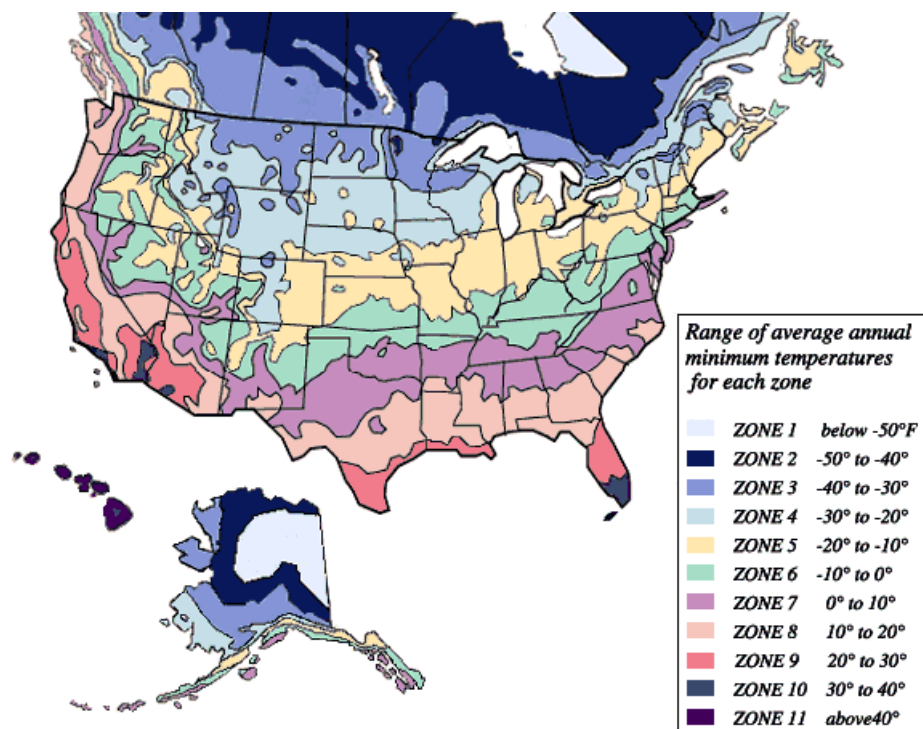 Range of average annual
minimum temperatures
for each zone
ZONE 1 below -50°F
ZONE 2 -50° to -40°
ZONE 3 -40° to -30°
ZONE 4 -30° to -20°
ZONE 5 -20° to -10°
ZONE 6 -10° to 0°
ZONE 7 0° to 10°
ZONE 8 10° to 20°
ZONE 9 20° to 30°
ZONE 10 30° to 40°
ZONE 11 above40°